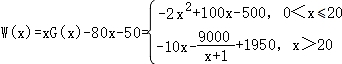 W(x)=xG(x)-80x-50={-2x²+100x-500, 0<x≤20
-10x-9000/(x+1)+1950, x>20